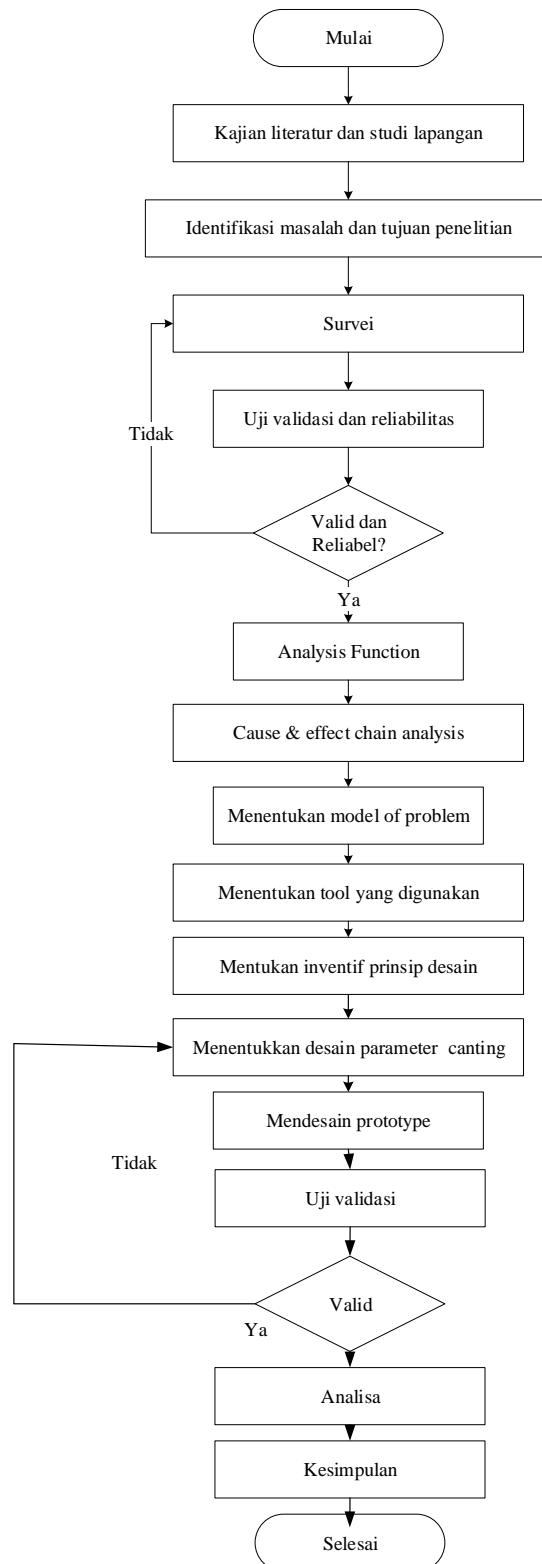 Mulai
Kajian literatur dan studi lapangan
Identifikasi masalah dan tujuan penelitian
Survei
Uji validasi dan reliabilitas
Tidak
Valid dan
Reliabel?
Ya
Analysis Function
Cause & effect chain analysis
Menentukan model of problem
Menentukan tool yang digunakan
Mentukan inventif prinsip desain
Menentukkan desain parameter  canting
Mendesain prototype
Tidak
Uji validasi
Valid
Ya
Analisa
Kesimpulan
Selesai